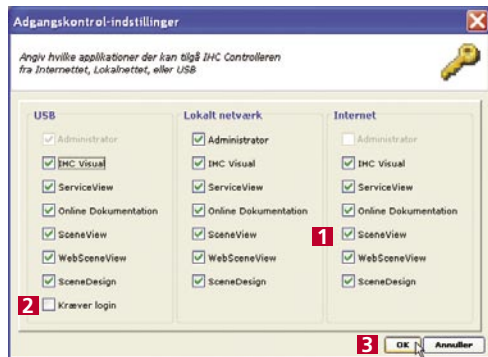 Adgangskontrol-indstillinger
Angiv hvilke applikationer der kan tilgå IHC Controlleren
fra Internettet, Lokalnettet, eller USB
USB
Administrator
IHC Visual
ServiceView
Online Dokumentation
SceneView
WebSceneView
SceneDesign
2 Kræver login
Lokalt netværk
Administrator
IHC Visual
ServiceView
Online Dokumentation
SceneView
WebSceneView
SceneDesign
Internet
Administrator
IHC Visual
ServiceView
Online Dokumentation
1 SceneView
WebSceneView
SceneDesign
3 OK Annuller